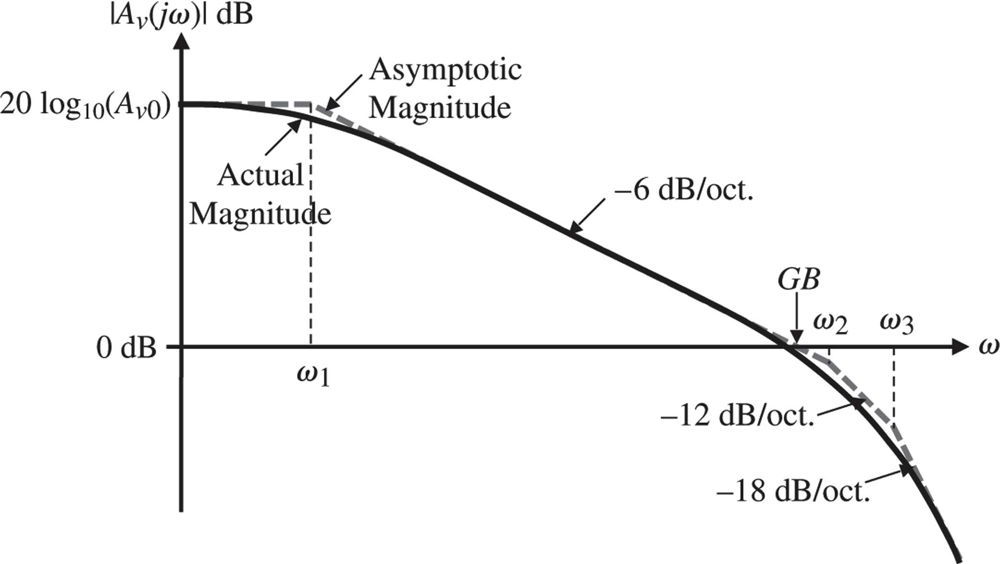 |Aᵥ(jω)| dB
Asymptotic
Magnitude
20 log₁₀(Aᵥ₀)
Actual
Magnitude
–6 dB/oct.
GB
ω₂
ω₃
0 dB
ω
ω₁
–12 dB/oct.
–18 dB/oct.